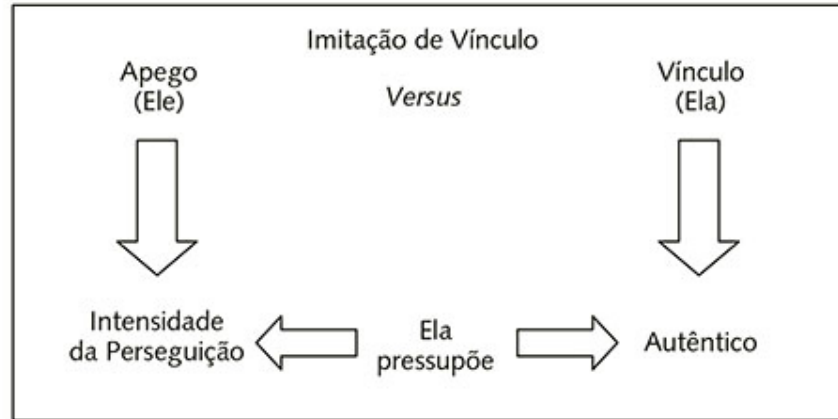 Imitação de Vínculo
Apego
(Ele)
Versus
Vínculo
(Ela)
Intensidade
da Perseguição
Ela
pressupõe
Autêntico